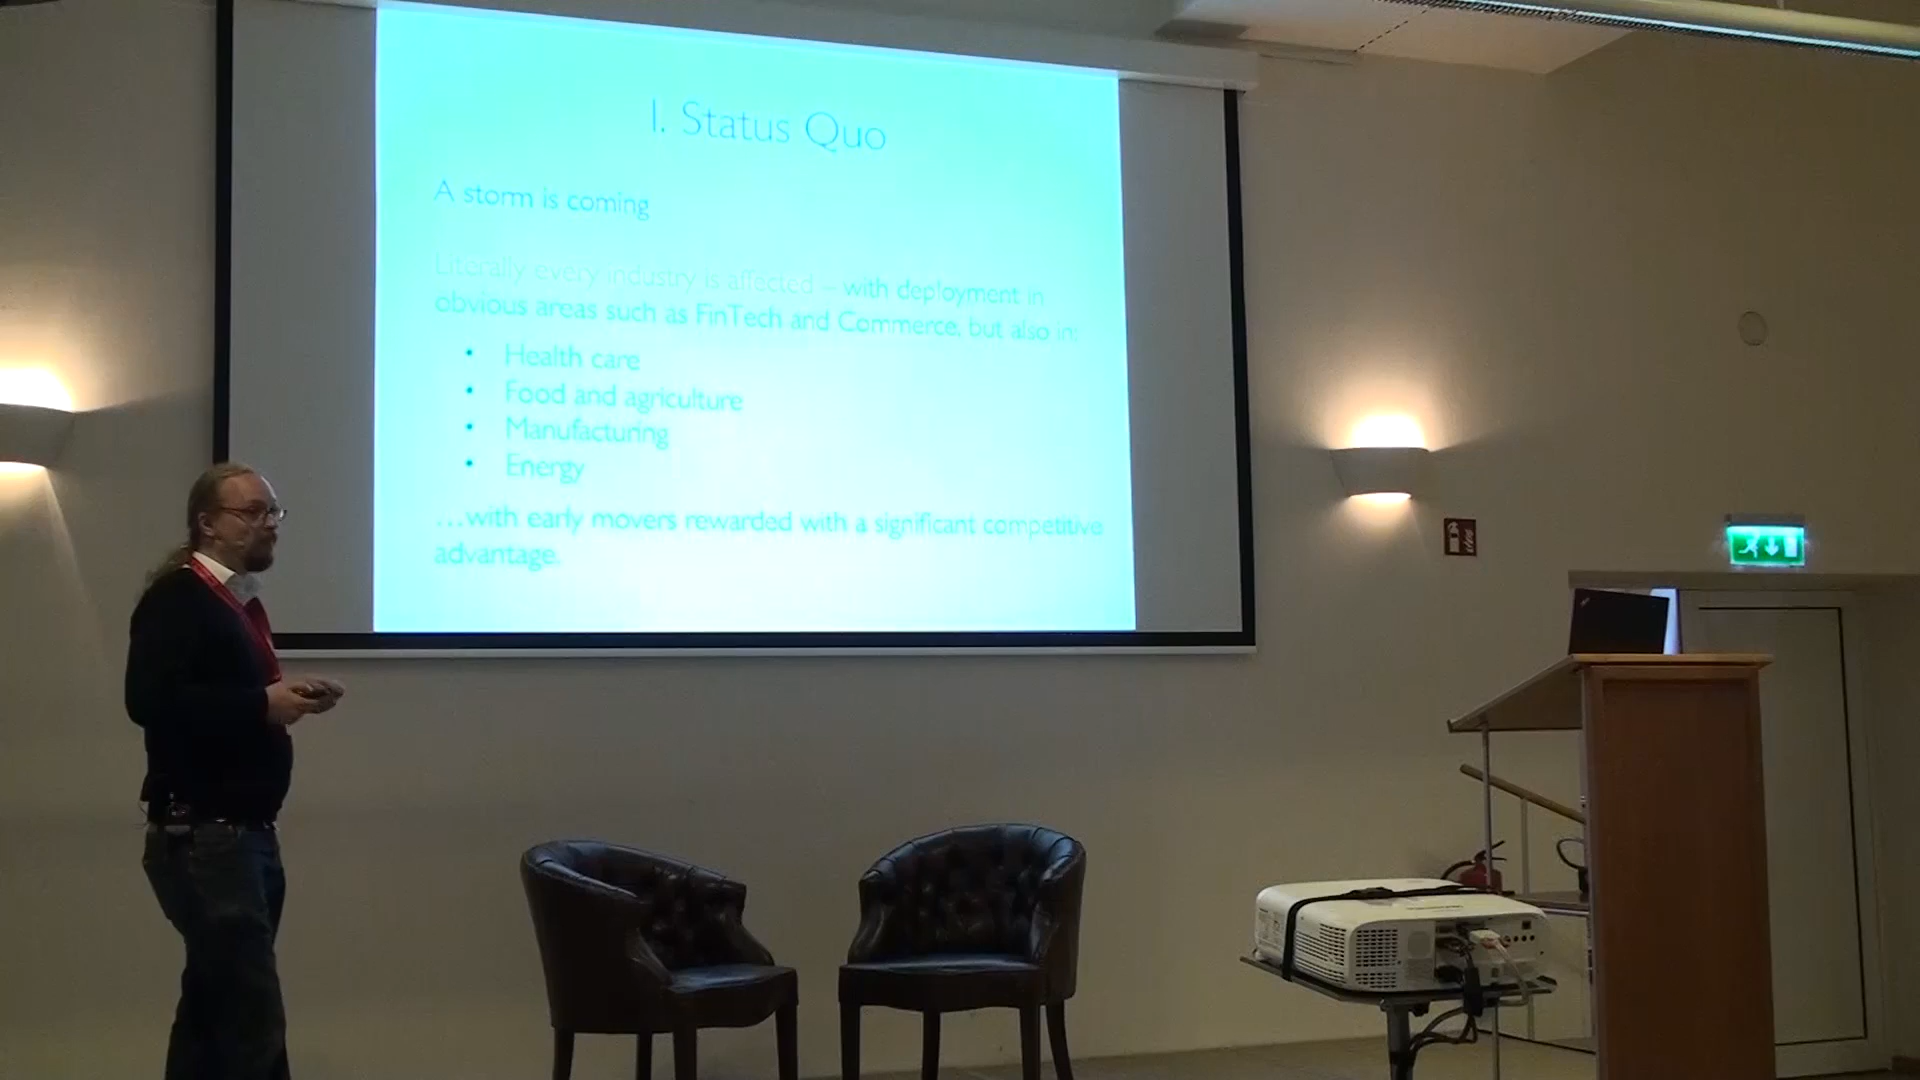 I. Status Quo
A storm is coming
Literally every industry is affected – with deployment in
obvious areas such as FinTech and Commerce, but also in:
• Health care
• Food and agriculture
• Manufacturing
• Energy
…with early movers rewarded with a significant competitive
advantage.